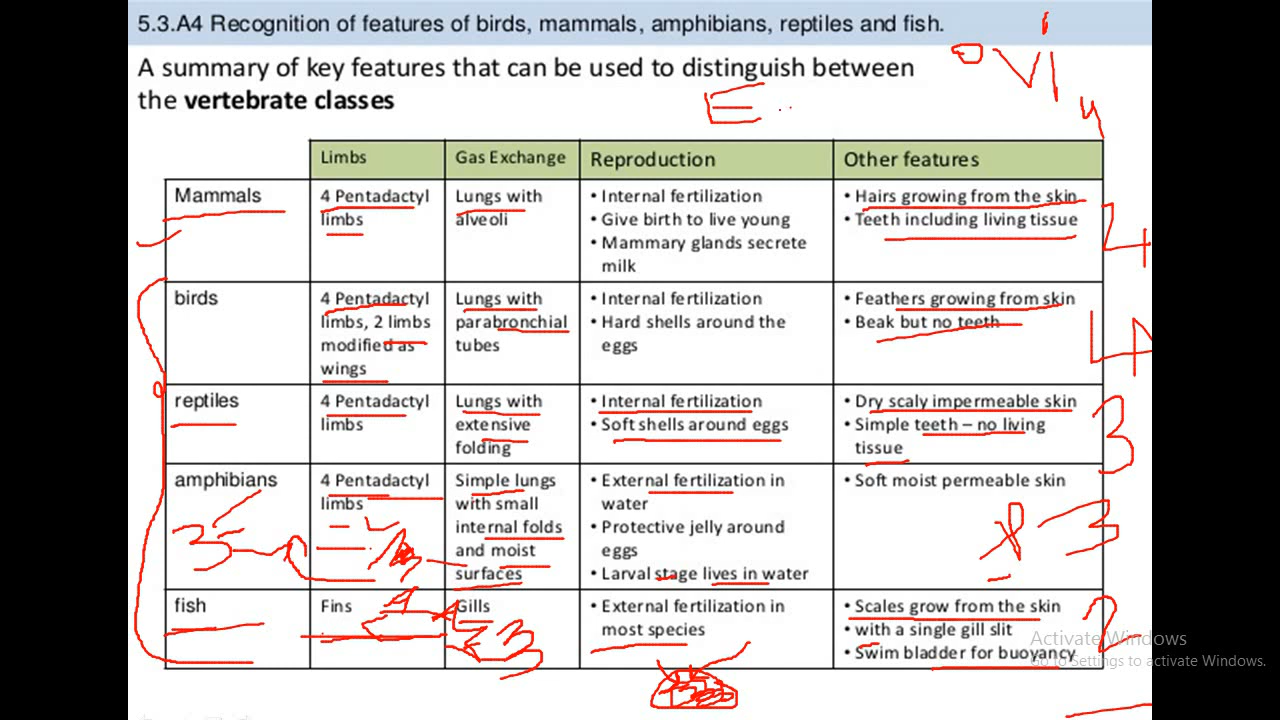 5.3.A4 Recognition of features of birds, mammals, amphibians, reptiles and fish.
A summary of key features that can be used to distinguish between
the vertebrate classes
E
Limbs
Gas Exchange
Reproduction
Other features
Mammals
4 Pentadactyl
limbs
Lungs with
alveoli
• Internal fertilization
• Give birth to live young
• Mammary glands secrete
milk
• Hairs growing from the skin
• Teeth including living tissue
4
birds
4 Pentadactyl
limbs, 2 limbs
modified as
wings
Lungs with
parabronchial
tubes
• Internal fertilization
• Hard shells around the
eggs
• Feathers growing from skin
• Beak but no teeth
4
reptiles
4 Pentadactyl
limbs
Lungs with
extensive
folding
• Internal fertilization
• Soft shells around eggs
• Dry scaly impermeable skin
• Simple teeth – no living
tissue
3
amphibians
4 Pentadactyl
limbs
Simple lungs
with small
internal folds
and moist
surfaces
• External fertilization in
water
• Protective jelly around
eggs
• Larval stage lives in water
• Soft moist permeable skin
3
3
fish
Fins
Gills
3
• External fertilization in
most species
• Scales grow from the skin
• with a single gill slit
• Swim bladder for buoyancy
2
Activate Windows
Go to Settings to activate Windows.